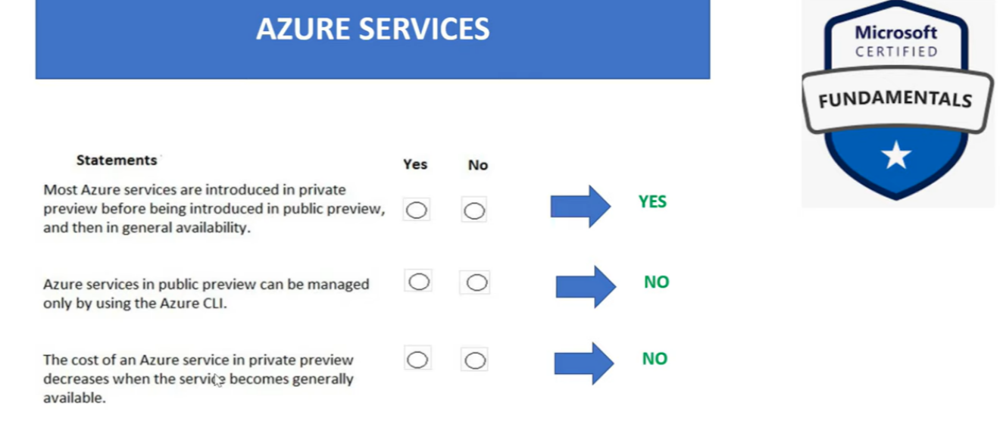 AZURE SERVICES
Microsoft
CERTIFIED
FUNDAMENTALS
Statements
Yes
No
Most Azure services are introduced in private
preview before being introduced in public preview,
and then in general availability.
YES
Azure services in public preview can be managed
only by using the Azure CLI.
NO
The cost of an Azure service in private preview
decreases when the service becomes generally
available.
NO